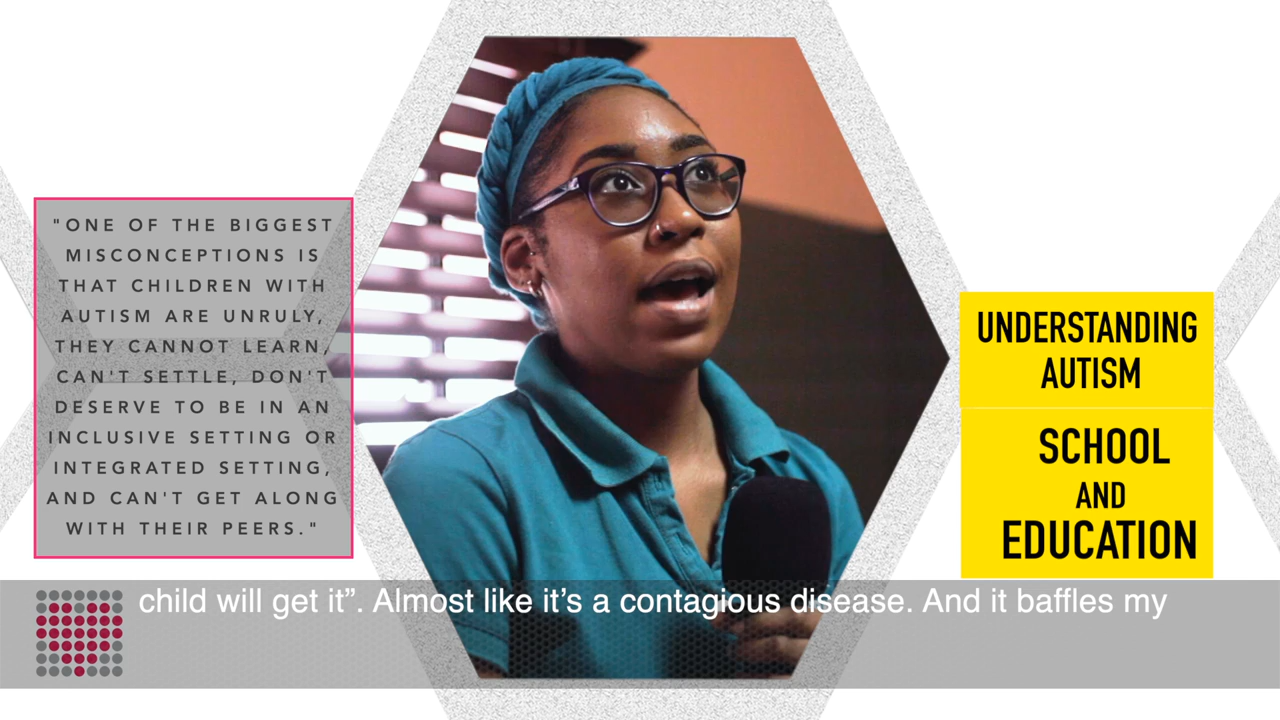 "ONE OF THE BIGGEST
MISCONCEPTIONS IS
THAT CHILDREN WITH
AUTISM ARE UNRULY,
THEY CANNOT LEARN,
CAN'T SETTLE, DON'T
DESERVE TO BE IN AN
INCLUSIVE SETTING OR
INTEGRATED SETTING,
AND CAN'T GET ALONG
WITH THEIR PEERS."
UNDERSTANDING
AUTISM
SCHOOL
AND
EDUCATION
child will get it”. Almost like it’s a contagious disease. And it baffles my